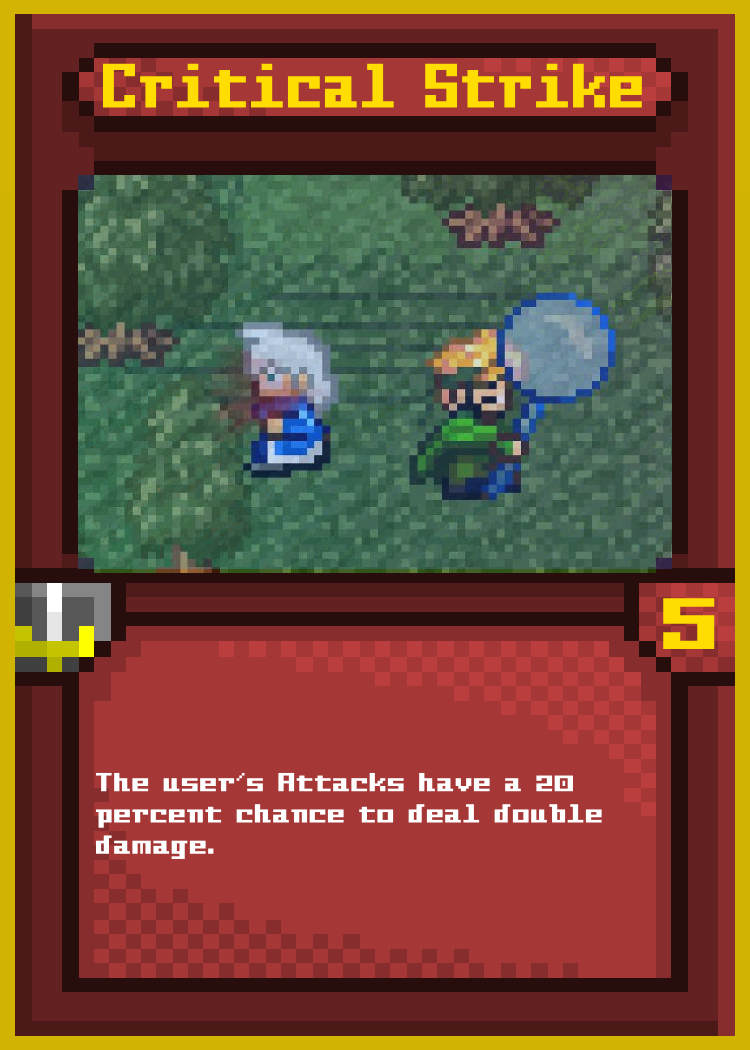 Critical Strike
5
The user's Attacks have a 20
percent chance to deal double
damage.